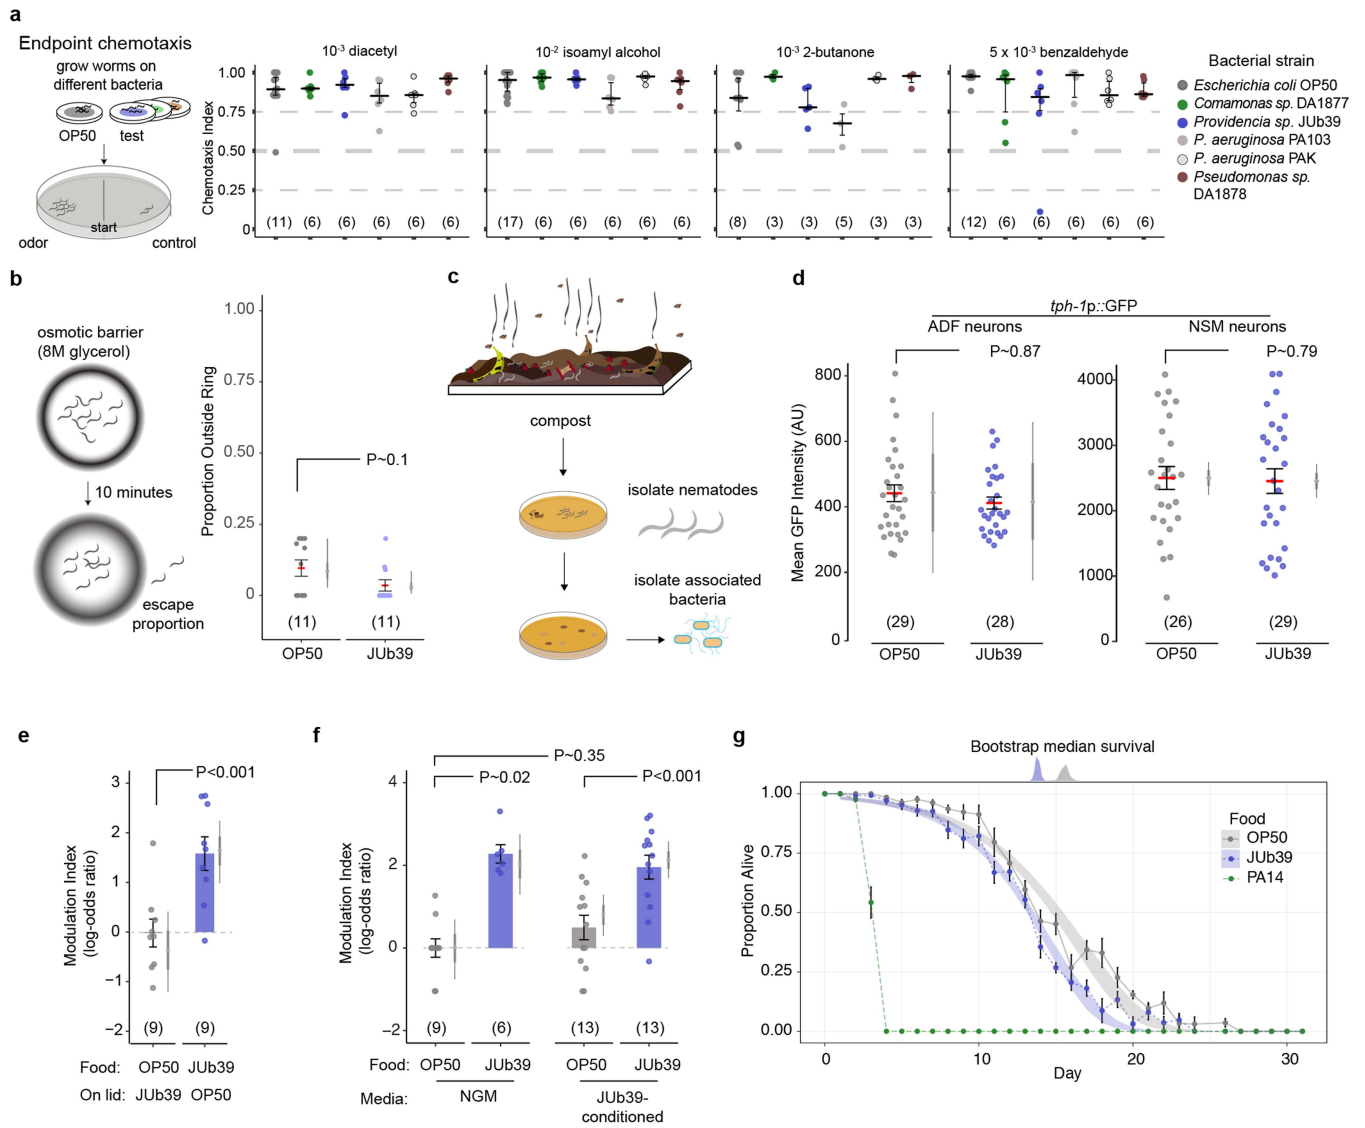 a
Endpoint chemotaxis
grow worms on
different bacteria
OP50 test
start
odor control
Chemotaxis Index
1.00
0.75
0.50
0.25
0
10-3 diacetyl
(11) (6) (6) (6) (6) (6)
10-2 isoamyl alcohol
(17) (6) (6) (6) (6) (6)
10-3 2-butanone
(8) (3) (3) (5) (3) (3)
5 x 10-3 benzaldehyde
(12) (6) (6) (6) (6) (6)
Bacterial strain
Escherichia coli OP50
Comamonas sp. DA1877
Providencia sp. JUb39
P. aeruginosa PA103
P. aeruginosa PAK
Pseudomonas sp.
DA1878
b
osmotic barrier
(8M glycerol)
10 minutes
escape
proportion
Proportion Outside Ring
1.00
0.75
0.50
0.25
0
P~0.1
(11) (11)
OP50 JUb39
c
compost
isolate nematodes
isolate associated
bacteria
d
tph-1p::GFP
ADF neurons
Mean GFP Intensity (AU)
800
600
400
200
0
P~0.87
(29) (28)
OP50 JUb39
NSM neurons
4000
3000
2000
1000
0
P~0.79
(26) (29)
OP50 JUb39
e
Modulation Index
(log-odds ratio)
3
2
1
0
−1
−2
P<0.001
(9) (9)
Food: OP50 JUb39
On lid: JUb39 OP50
f
Modulation Index
(log-odds ratio)
4
2
0
−2
P~0.35
P~0.02
P<0.001
(9) (6) (13) (13)
Food: OP50 JUb39 OP50 JUb39
Media: NGM JUb39-
conditioned
g
Bootstrap median survival
Proportion Alive
1.00
0.75
0.50
0.25
0.00
Food
OP50
JUb39
PA14
0 10 20 30
Day